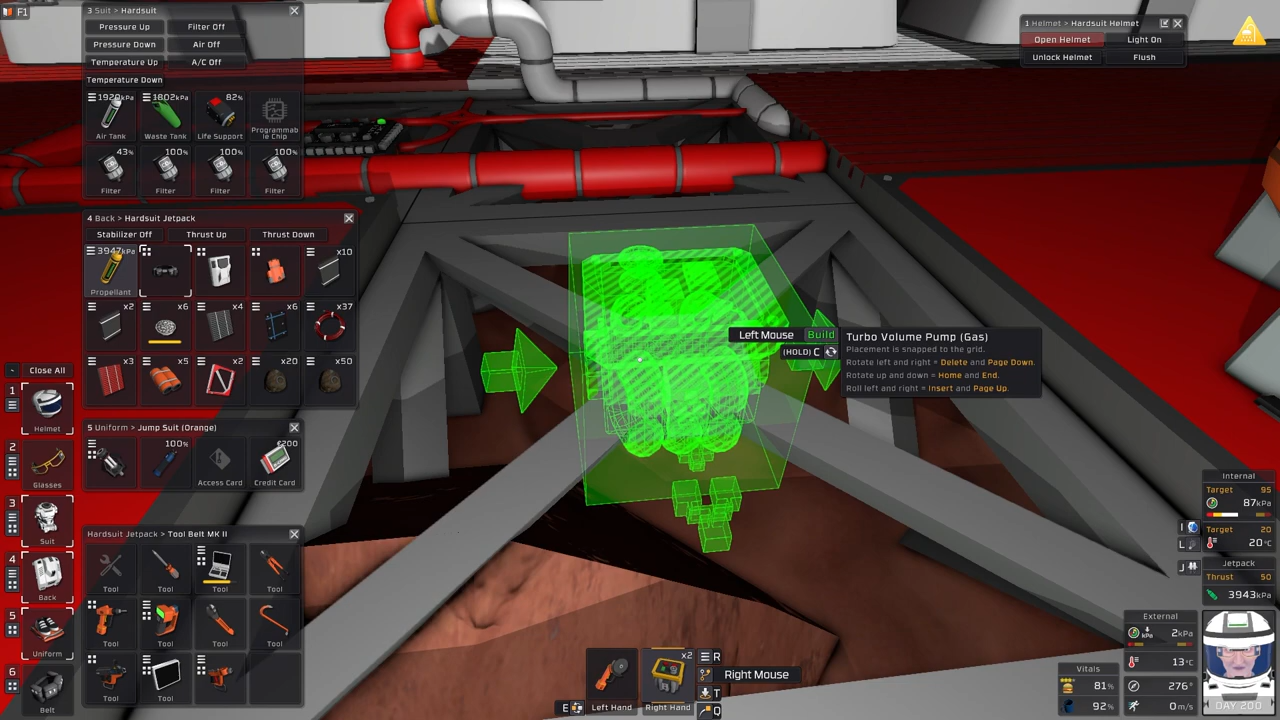 F1
3 Suit > Hardsuit
Pressure Up
Filter Off
Pressure Down
Air Off
Temperature Up
A/C Off
Temperature Down
1920kPa
1802kPa
82%
Air Tank
Waste Tank
Life Support
Programmab
le Chip
43%
100%
100%
100%
Filter
Filter
Filter
Filter
4 Back > Hardsuit Jetpack
Stabilizer Off
Thrust Up
Thrust Down
3947kPa
x10
Propellant
x2
x6
x4
x6
x37
x3
x5
x2
x20
x50
Close All
1
Helmet
2
Glasses
3
Suit
4
Back
5
Uniform
6
Belt
5 Uniform > Jump Suit (Orange)
100%
€200
Access Card
Credit Card
Hardsuit Jetpack > Tool Belt MK II
Tool
Tool
Tool
Tool
Tool
Tool
Tool
Tool
Tool
Tool
Tool
1 Helmet > Hardsuit Helmet
Open Helmet
Light On
Unlock Helmet
Flush
Left Mouse
Build
(HOLD) C
Turbo Volume Pump (Gas)
Placement is snapped to the grid.
Rotate left and right = Delete and Page Down.
Rotate up and down = Home and End.
Roll left and right = Insert and Page Up.
x2
R
Right Mouse
T
E
Left Hand
Right Hand
Q
Internal
Target 95
87kPa
Target 20
20°C
I
L
J
Jetpack
Thrust 50
3943kPa
External
kPa
2kPa
13°C
276°
0m/s
Vitals
81%
92%
DAY 200